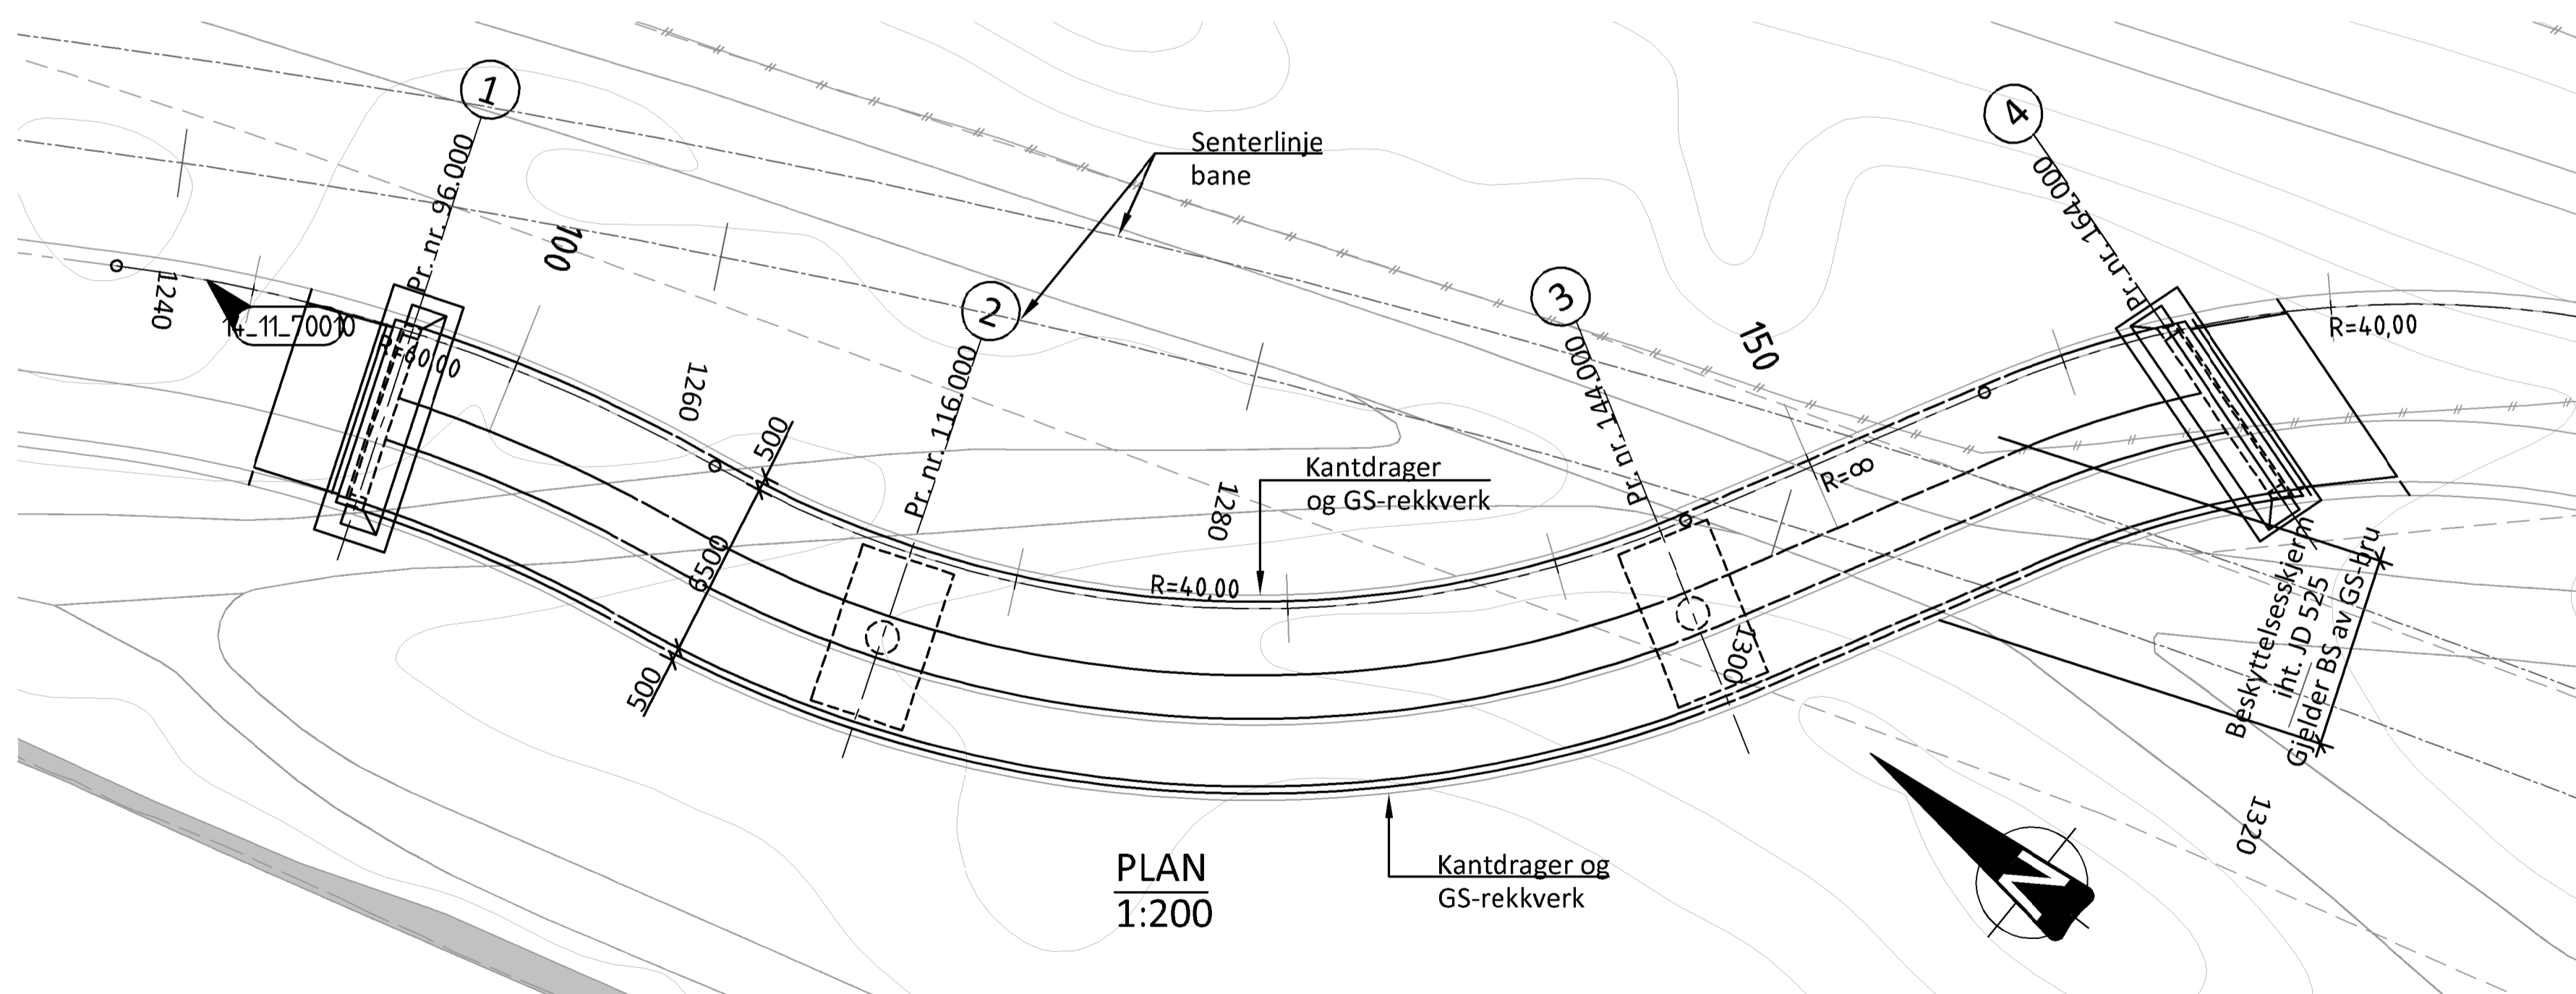 1
Pr. nr. 96.000
100
1240
14_11_70010
R=60,00
Senterlinje
bane
2
Pr. nr. 119.000
1260
500
6500
500
Kantdrager
og GS-rekkverk
1280
R=40,00
3
Pr. nr. 144.000
150
R=∞
1300
4
Pr. nr. 164.000
R=40,00
Beskyttelsesskjerm
iht. JD 525
Gjelder BS av GS-bru
1320
PLAN
1:200
Kantdrager og
GS-rekkverk
N